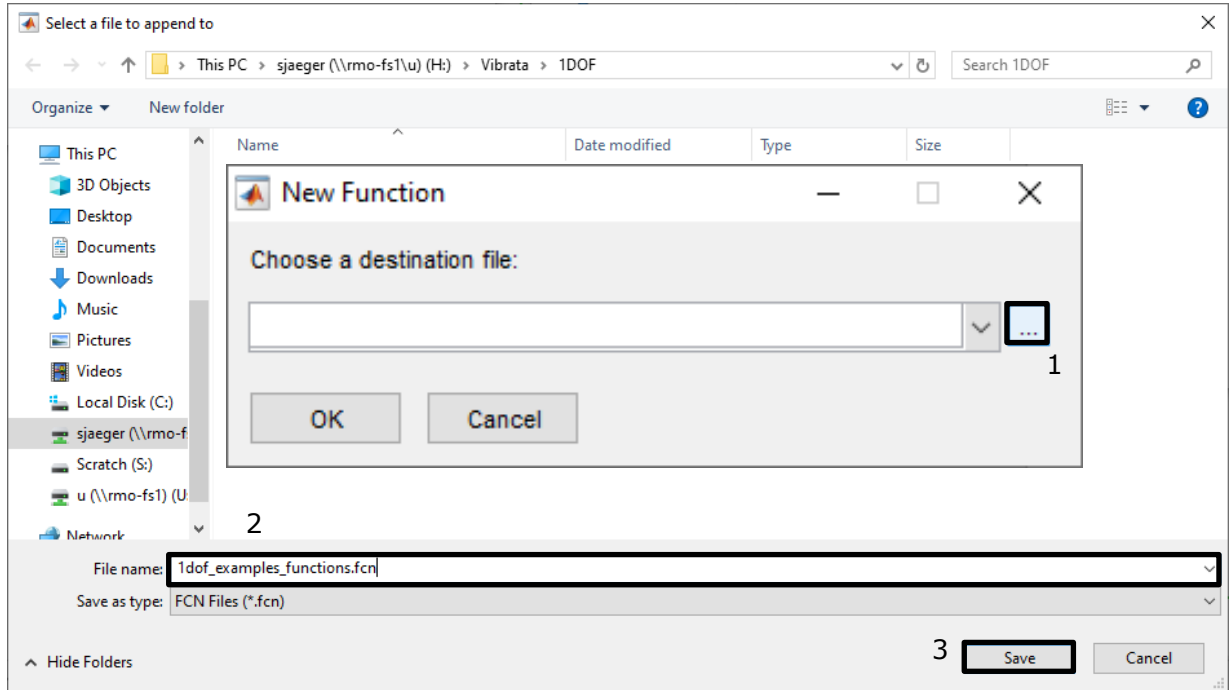 Select a file to append to
This PC > sjaeger (\\rmo-fs1\u) (H:) > Vibrata > 1DOF
Search 1DOF
Organize
New folder
Name
Date modified
Type
Size
This PC
3D Objects
Desktop
Documents
Downloads
Music
Pictures
Videos
Local Disk (C:)
sjaeger (\\rmo-f
Scratch (S:)
u (\\rmo-fs1) (U:
Network
New Function
Choose a destination file:
...
1
OK
Cancel
2
File name: 1dof_examples_functions.fcn
Save as type: FCN Files (*.fcn)
Hide Folders
3
Save
Cancel